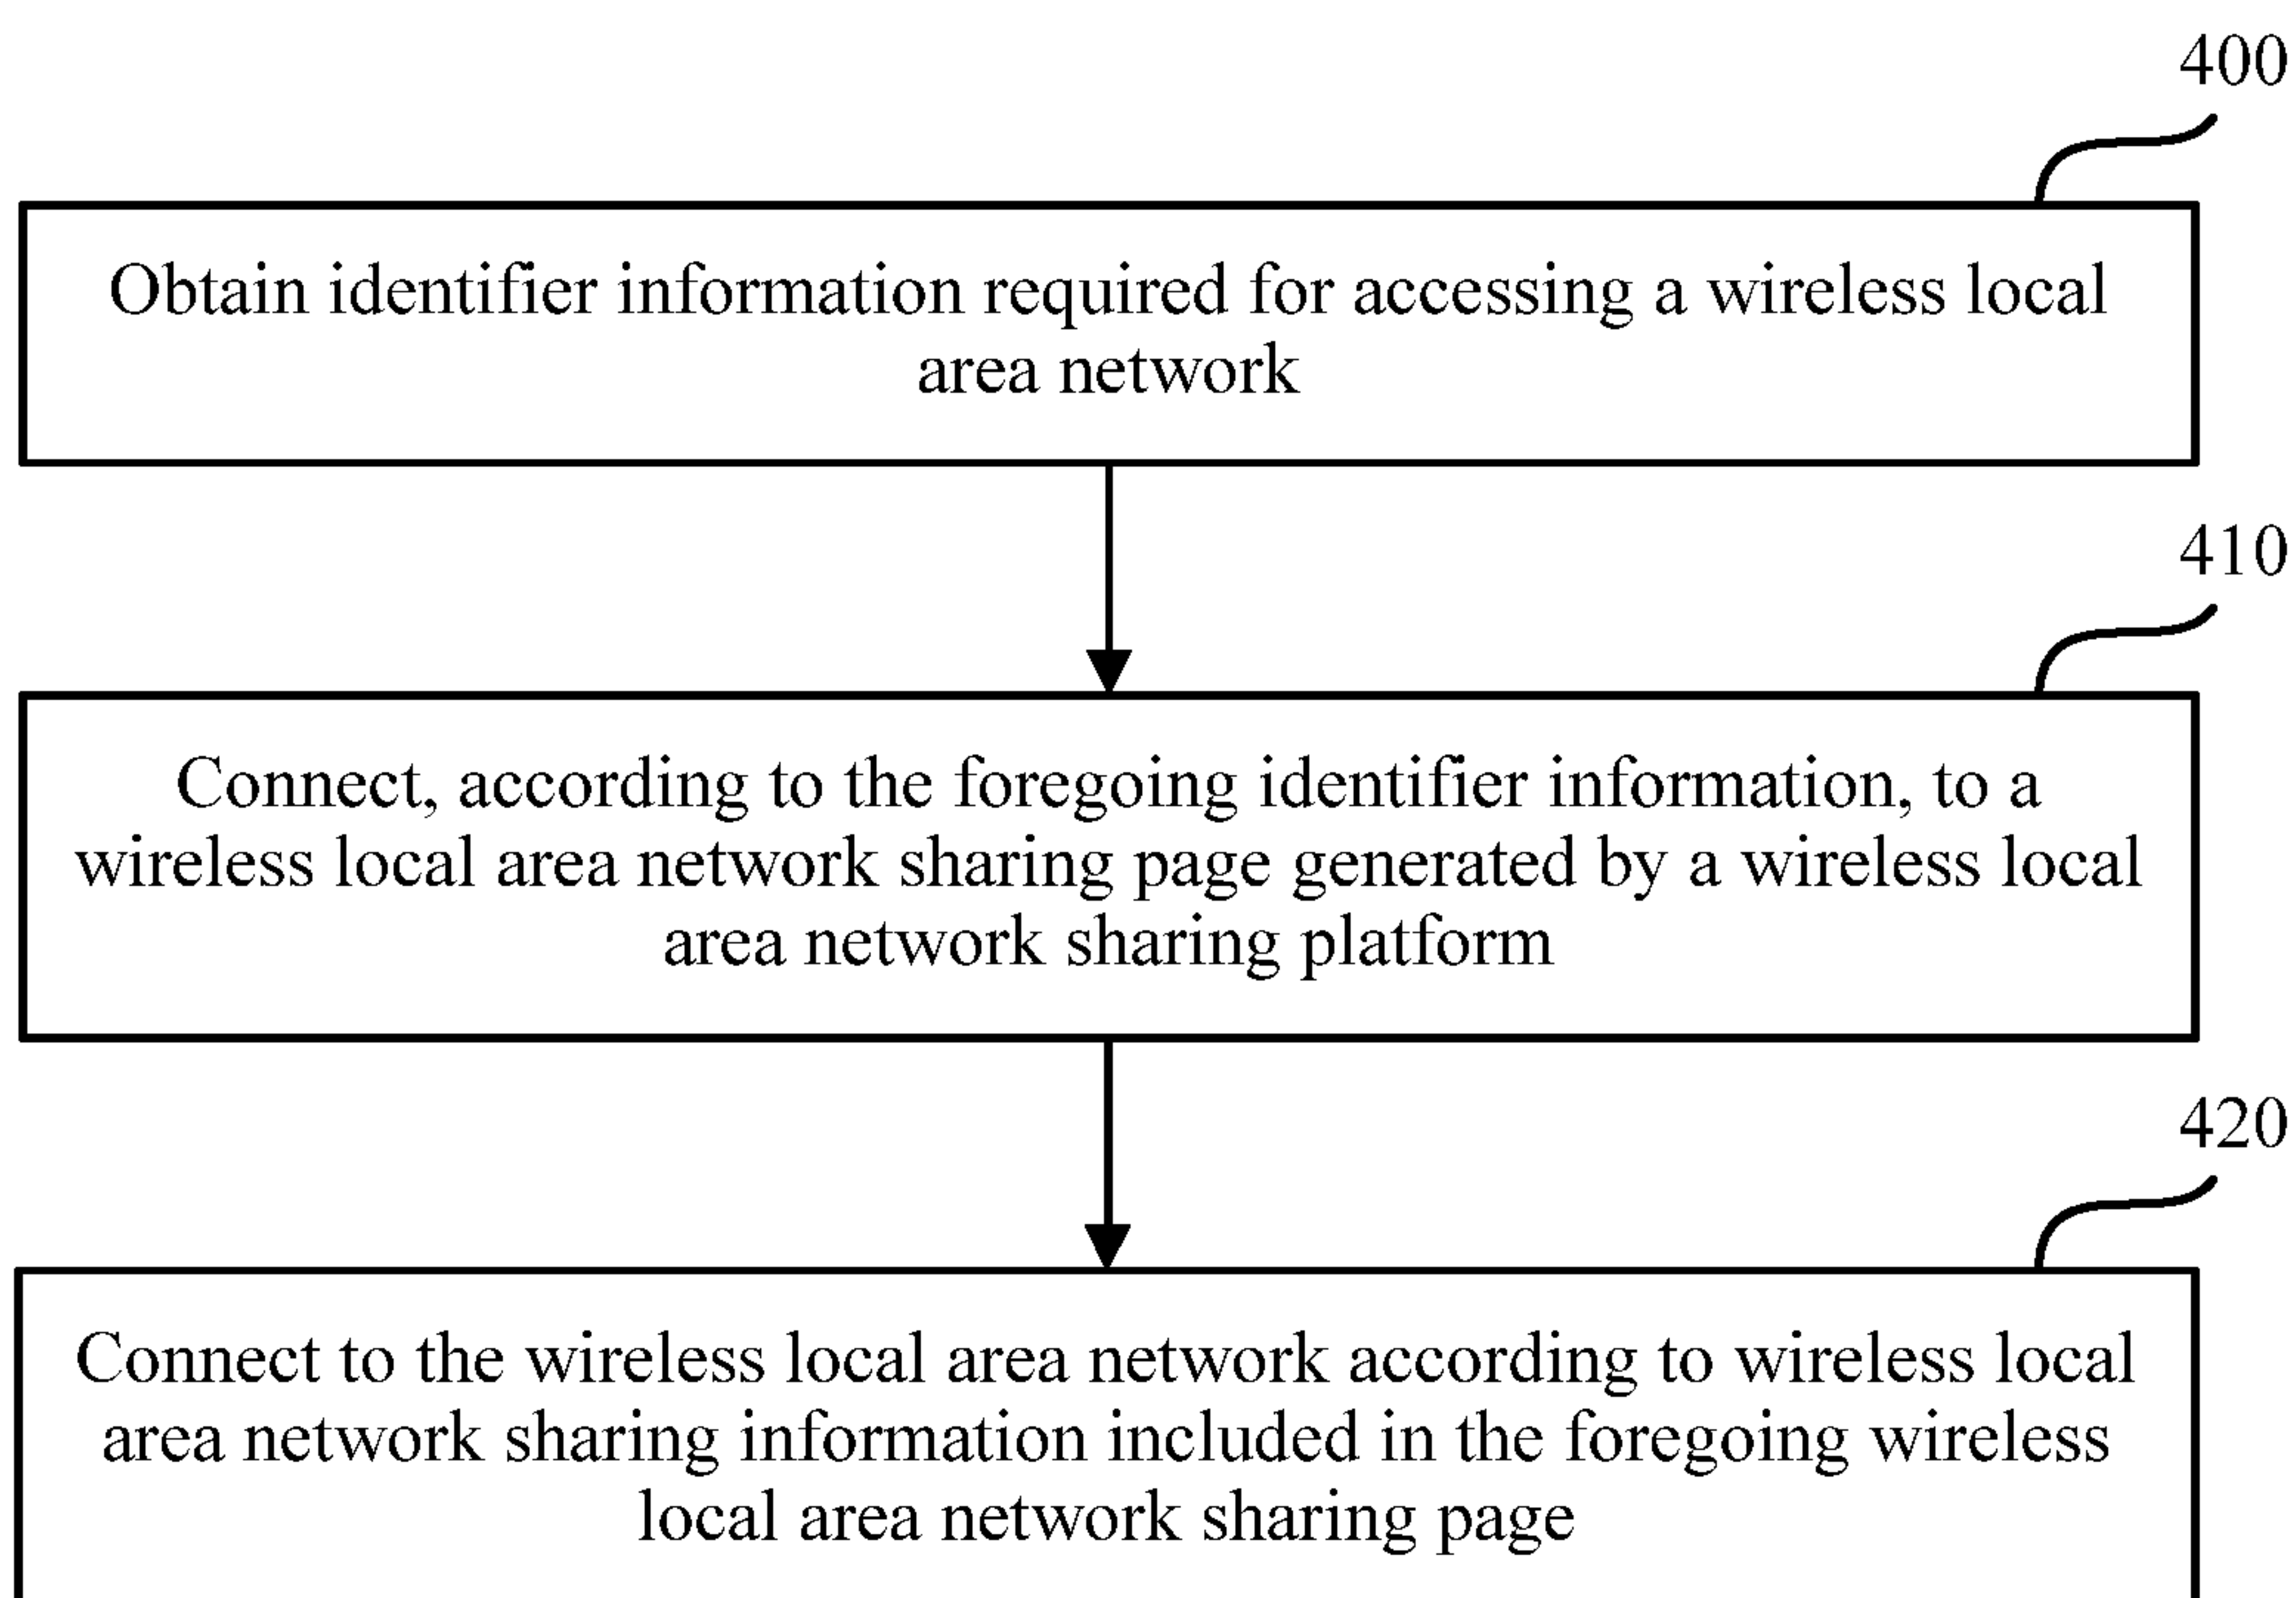 400
Obtain identifier information required for accessing a wireless local
area network
410
Connect, according to the foregoing identifier information, to a
wireless local area network sharing page generated by a wireless local
area network sharing platform
420
Connect to the wireless local area network according to wireless local
area network sharing information included in the foregoing wireless
local area network sharing page